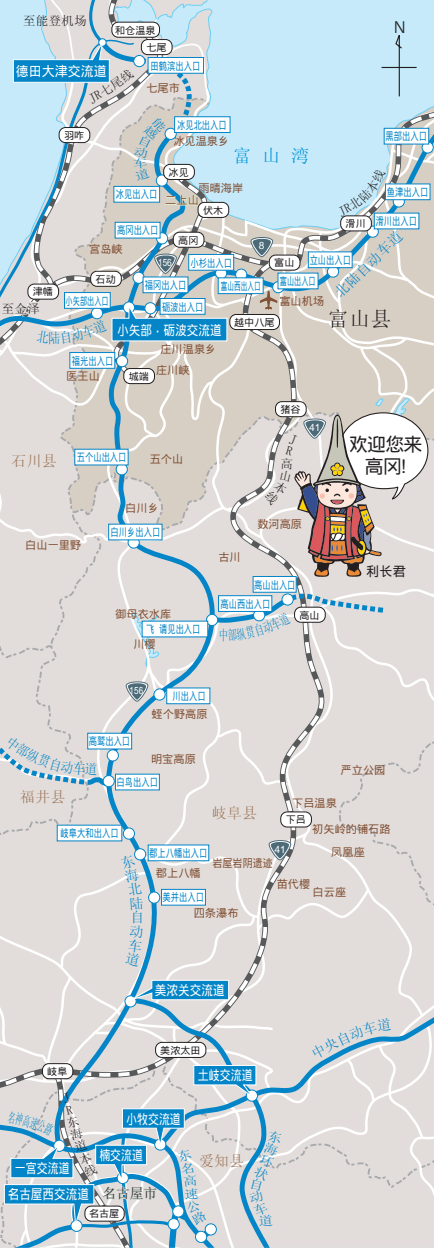 至能登机场
和仓温泉
N
七尾
德田大津交流道
田鹤滨出入口
JR七尾线
七尾市
能越自动车道
羽咋
冰见北出入口
冰见温泉乡
黑部出入口
富山湾
冰见
冰见出入口
雨晴海岸
二上山
鱼津出入口
JR北陆本线
伏木
滑川
滑川出入口
高冈出入口
高冈
8
北陆自动车道
宫岛峡
156
小杉出入口
富山
立山出入口
石动
福冈出入口
富山西出入口
富山出入口
津幡
小矢部出入口
砺波出入口
富山机场
至金泽
小矢部·砺波交流道
越中八尾
富山县
北陆自动车道
庄川温泉乡
福光出入口
庄川峡
医王山
城端
猪谷
41
欢迎您来
高冈!
JR高山本线
石川县
五个山出入口
五个山
白川乡
数河高原
白川乡出入口
白山一里野
古川
利长君
高山出入口
高山西出入口
御母衣水库
高山
飞 请见出入口
中部纵贯自动车道
川樱
156
川出入口
蛭个野高原
高鹫出入口
中部纵贯自动车道
明宝高原
严立公园
白鸟出入口
福井县
下吕温泉
岐阜县
下吕
岐阜大和出入口
初矢岭的铺石路
41
凤凰座
郡上八幡出入口
岩屋岩阴遗迹
郡上八幡
苗代樱
白云座
美井出入口
四条瀑布
东海北陆自动车道
美浓关交流道
中央自动车道
美浓太田
岐阜
土岐交流道
名神高速公路
JR东海道本线
小牧交流道
楠交流道
东海环状自动车道
一宫交流道
爱知县
东名高速公路
名古屋西交流道
名古屋市
名古屋